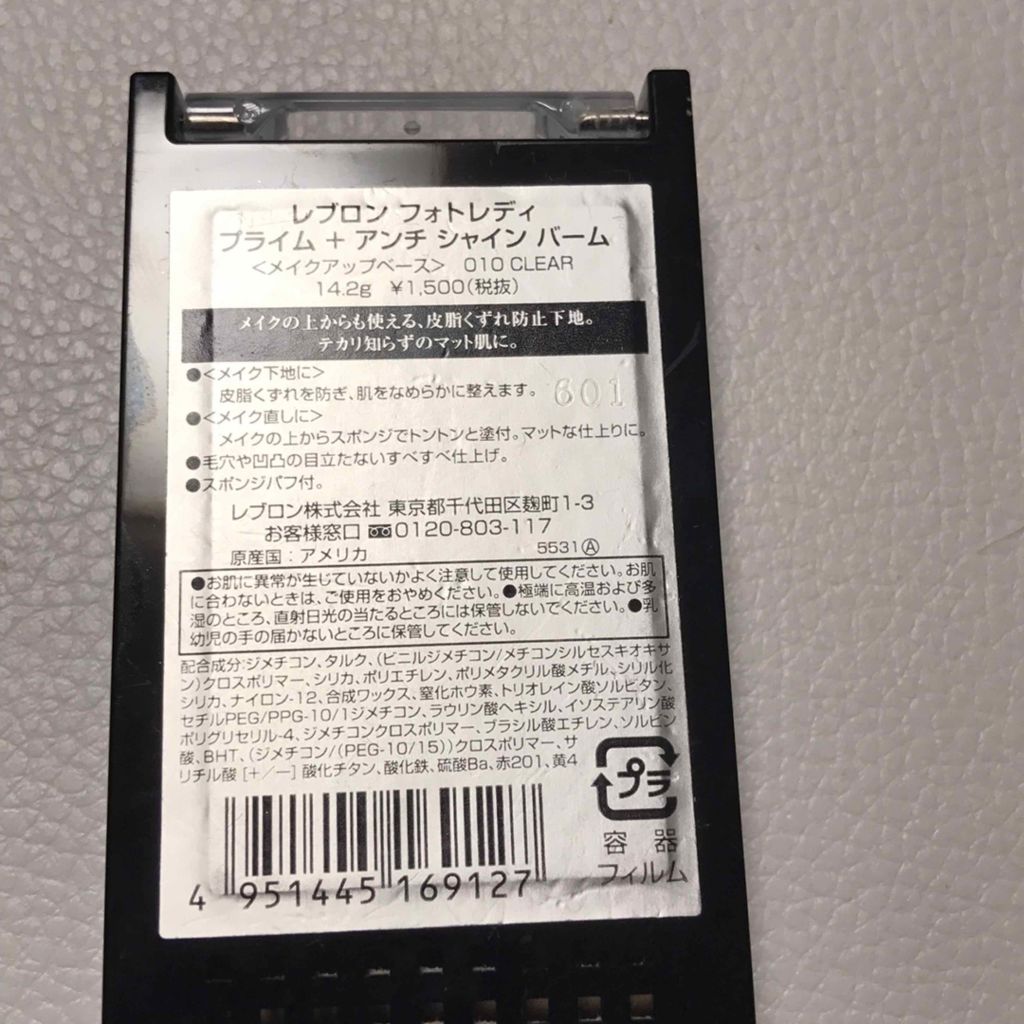 レブロン フォトレディ
プライム + アンチ シャイン バーム
<メイクアップベース> 010 CLEAR
14.2g ¥1,500(税抜)
メイクの上からも使える、皮脂くずれ防止下地。
テカリ知らずのマット肌に。
●<メイク下地に>
皮脂くずれを防ぎ、肌をなめらかに整えます。 601
●<メイク直しに>
メイクの上からスポンジでトントンと塗付。マットな仕上りに。
●毛穴や凹凸の目立たないすべすべ仕上げ。
●スポンジパフ付。
レブロン株式会社 東京都千代田区麹町1-3
お客様窓口 0120-803-117
原産国:アメリカ 5531Ⓐ
●お肌に異常が生じていないかよく注意して使用してください。お肌
に合わないときは、ご使用をおやめください。●極端に高温および多
湿のところ、直射日光の当たるところには保管しないでください。●乳
幼児の手の届かないところに保管してください。
配合成分:ジメチコン、タルク、(ビニルジメチコン/メチコンシルセスキオキサ
ン)クロスポリマー、シリカ、ポリエチレン、ポリメタクリル酸メチル、シリル化
シリカ、ナイロン-12、合成ワックス、窒化ホウ素、トリオレイン酸ソルビタン、
セチルPEG/PPG-10/1ジメチコン、ラウリン酸ヘキシル、イソステアリン酸
ポリグリセリル-4、ジメチコンクロスポリマー、ブラシル酸エチレン、ソルビン
酸、BHT、(ジメチコン/(PEG-10/15))クロスポリマー、サ
リチル酸 [+/-] 酸化チタン、酸化鉄、硫酸Ba、赤201、黄4
プラ
容 器
フィルム
4 951445 169127